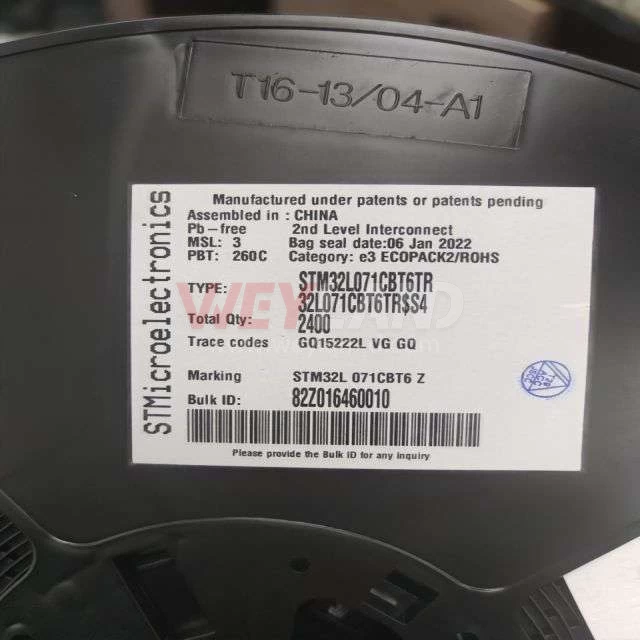 T16-13/04-A1
STMicroelectronics
Manufactured under patents or patents pending
Assembled in : CHINA
Pb-free 2nd Level Interconnect
MSL: 3 Bag seal date:06 Jan 2022
PBT: 260C Category: e3 ECOPACK2/ROHS
TYPE: STM32L071CBT6TR
32L071CBT6TR$S4
WEYLAND
Total Qty: 2400
Trace codes GQ15222L VG GQ
Marking STM32L 071CBT6 Z
Bulk ID: 82Z016460010
Please provide the Bulk ID for any inquiry